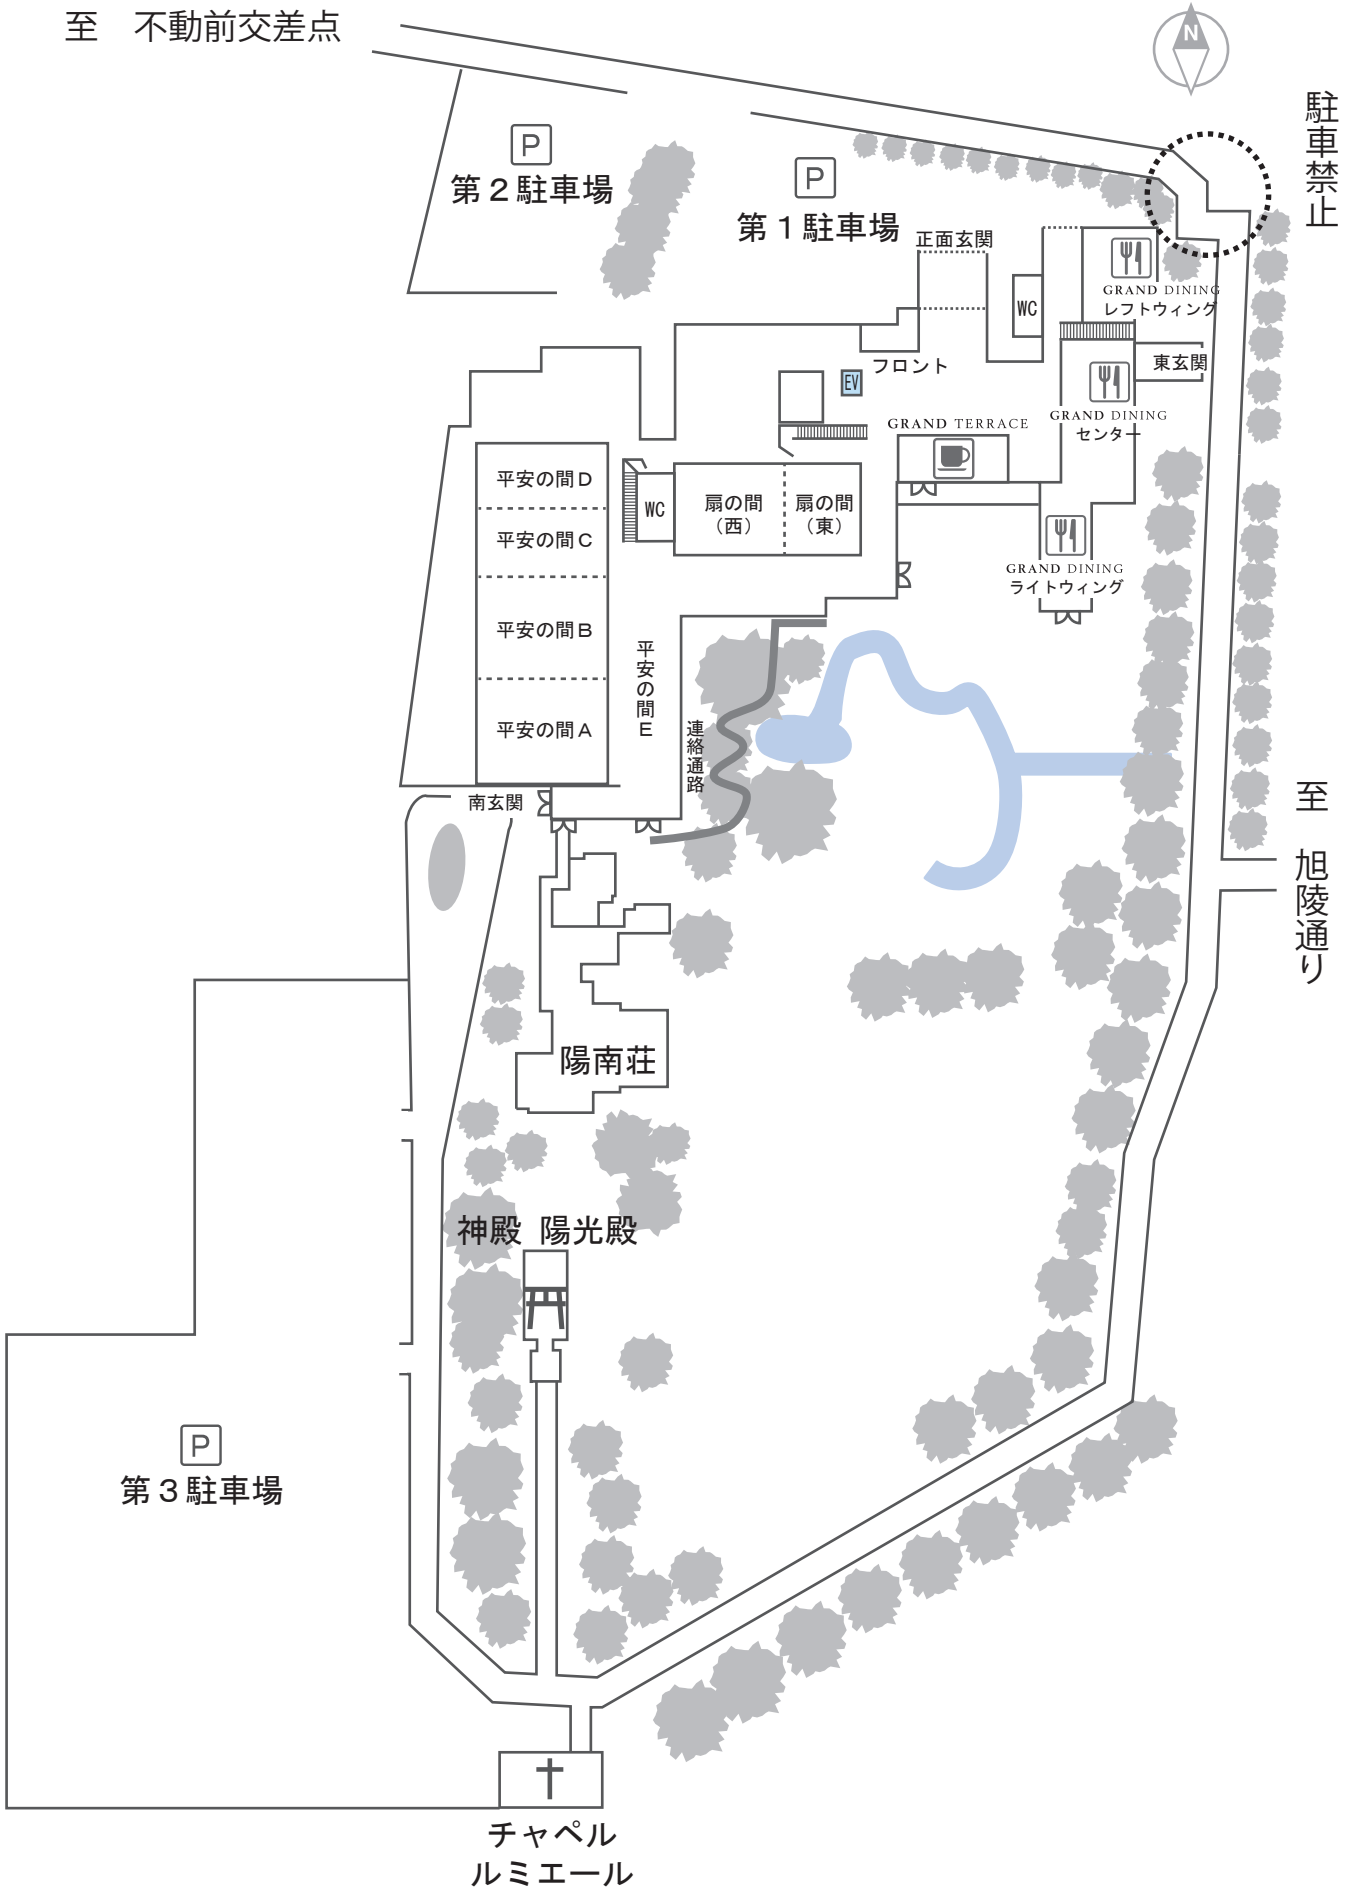 至　不動前交差点
N
駐車禁止
P
第２駐車場
P
第１駐車場
正面玄関
WC
GRAND DINING
レフトウィング
フロント
東玄関
EV
GRAND DINING
センター
GRAND TERRACE
平安の間D
WC
扇の間
（西）
扇の間
（東）
平安の間C
GRAND DINING
ライトウィング
平安の間B
平安の間E
平安の間A
連絡通路
南玄関
至　旭陵通り
陽南荘
神殿 陽光殿
P
第３駐車場
チャペル
ルミエール